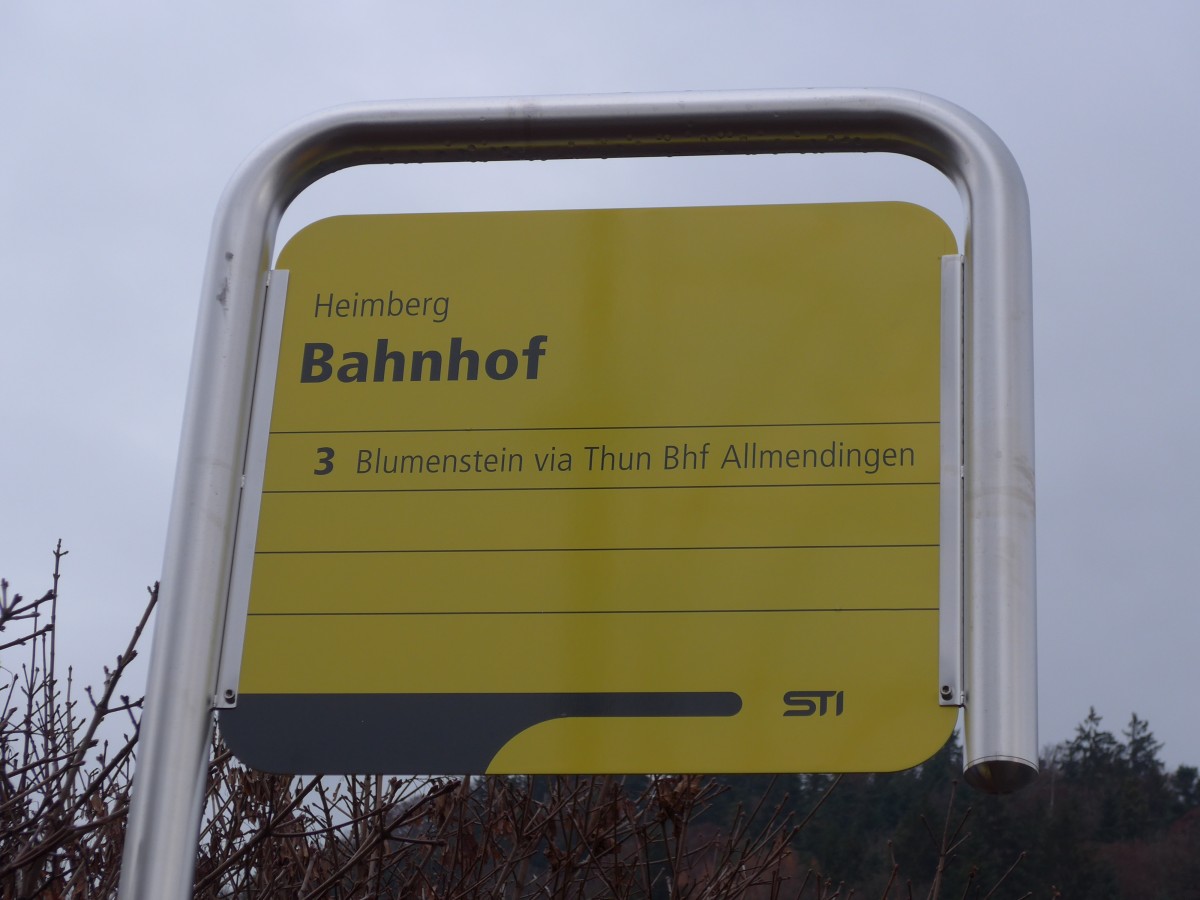 Heimberg
Bahnhof
3 Blumenstein via Thun Bhf Allmendingen
STI